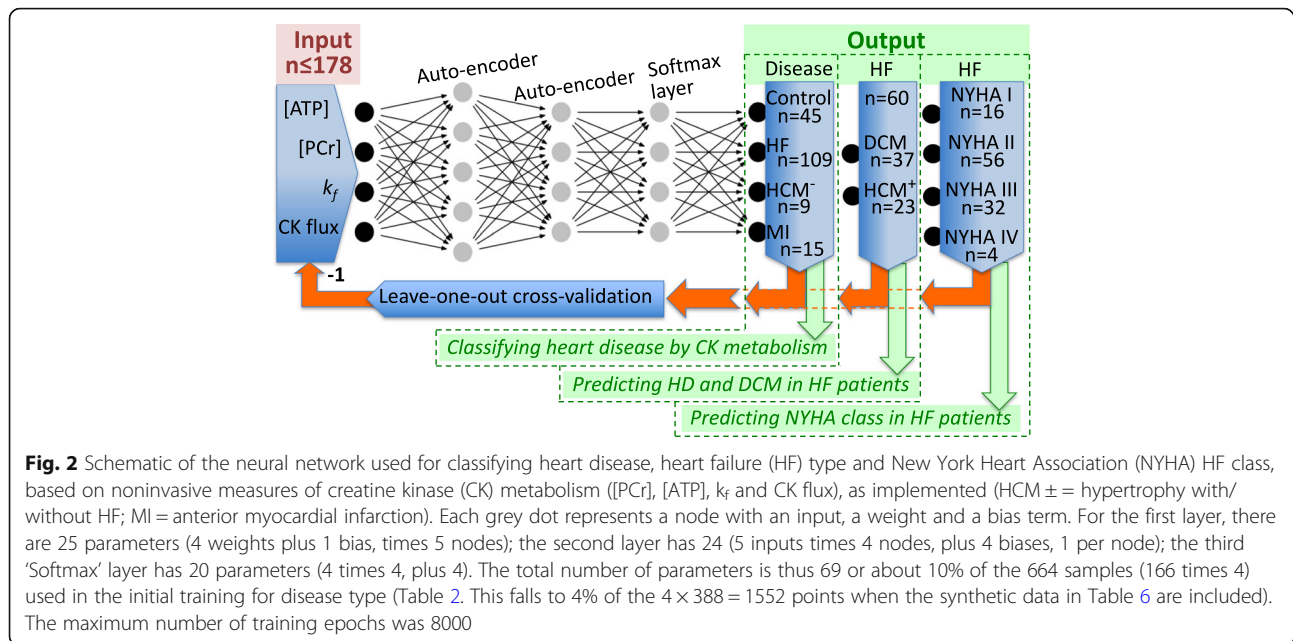 Input
n≤178
[ATP]
[PCr]
kf
CK flux
-1
Auto-encoder
Auto-encoder
Softmax
layer
Output
Disease
HF
HF
Control
n=45
HF
n=109
HCM-
n=9
MI
n=15
n=60
DCM
n=37
HCM+
n=23
NYHA I
n=16
NYHA II
n=56
NYHA III
n=32
NYHA IV
n=4
Leave-one-out cross-validation
Classifying heart disease by CK metabolism
Predicting HD and DCM in HF patients
Predicting NYHA class in HF patients
Fig. 2 Schematic of the neural network used for classifying heart disease, heart failure (HF) type and New York Heart Association (NYHA) HF class,
based on noninvasive measures of creatine kinase (CK) metabolism ([PCr], [ATP], kf and CK flux), as implemented (HCM ± = hypertrophy with/
without HF; MI = anterior myocardial infarction). Each grey dot represents a node with an input, a weight and a bias term. For the first layer, there
are 25 parameters (4 weights plus 1 bias, times 5 nodes); the second layer has 24 (5 inputs times 4 nodes, plus 4 biases, 1 per node); the third
'Softmax' layer has 20 parameters (4 times 4, plus 4). The total number of parameters is thus 69 or about 10% of the 664 samples (166 times 4)
used in the initial training for disease type (Table 2. This falls to 4% of the 4 × 388 = 1552 points when the synthetic data in Table 6 are included).
The maximum number of training epochs was 8000